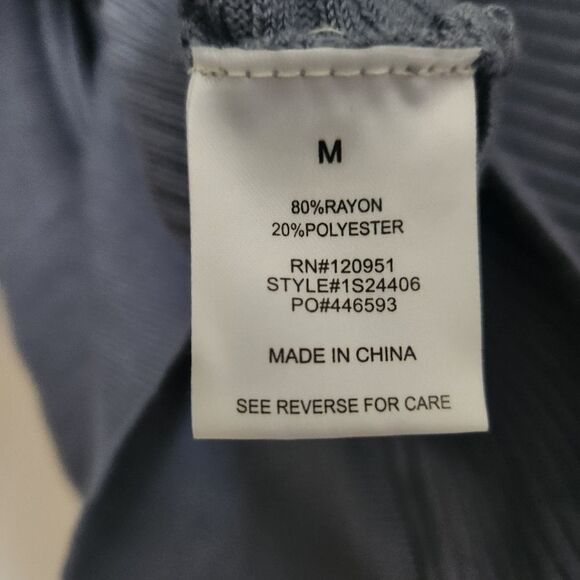 M
80%RAYON
20%POLYESTER
RN#120951
STYLE#1S24406
PO#446593
MADE IN CHINA
SEE REVERSE FOR CARE